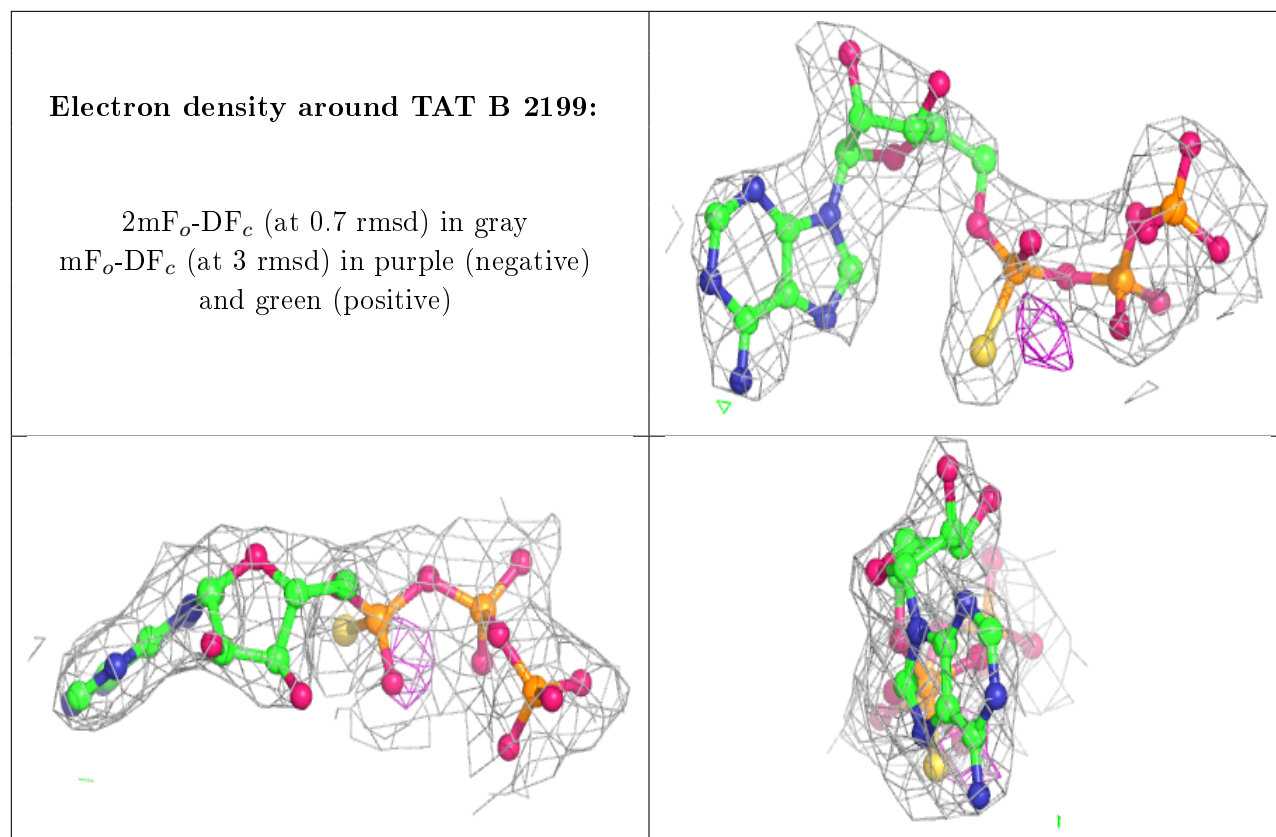 Electron density around TAT B 2199:
2mFo-DFc (at 0.7 rmsd) in gray
mFo-DFc (at 3 rmsd) in purple (negative)
and green (positive)